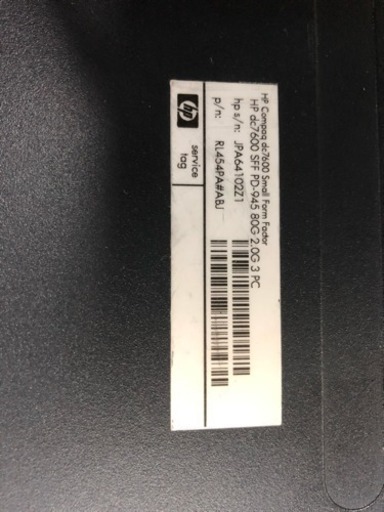 HP Compaq dc7600 Small Form Factor
HP dc7600 SFF PD-945 80G 2.0G 3 PC
hp s/n: JPA64102Z1
p/n: RL454PA#ABJ
hp
service
tag